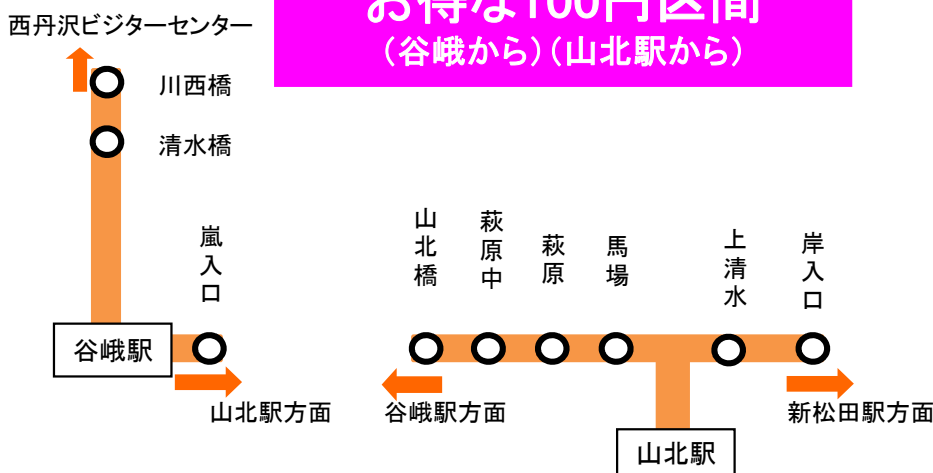 お得な100円区間
(谷峨から)(山北駅から)
西丹沢ビジターセンター
川西橋
清水橋
嵐入口
谷峨駅
山北駅方面
山北橋
萩原中
萩原
馬場
上清水
岸入口
谷峨駅方面
新松田駅方面
山北駅